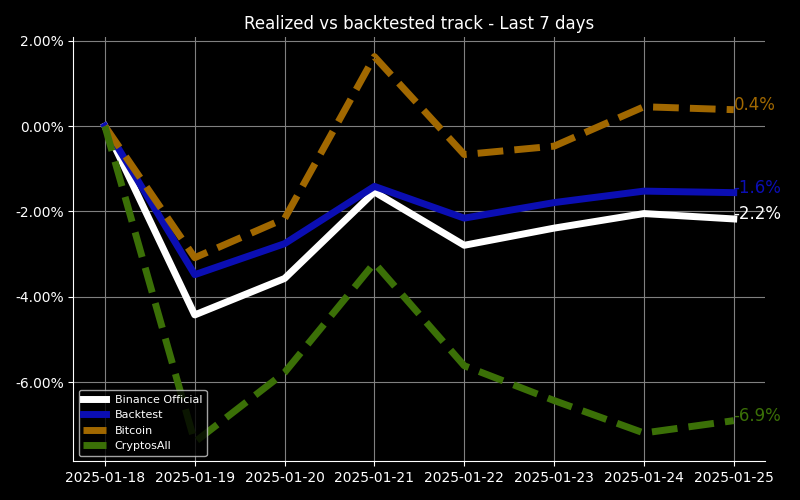 Realized vs backtested track - Last 7 days
2.00%
0.00%
-2.00%
-4.00%
-6.00%
0.4%
-1.6%
-2.2%
-6.9%
Binance Official
Backtest
Bitcoin
CryptosAll
2025-01-18 2025-01-19 2025-01-20 2025-01-21 2025-01-22 2025-01-23 2025-01-24 2025-01-25